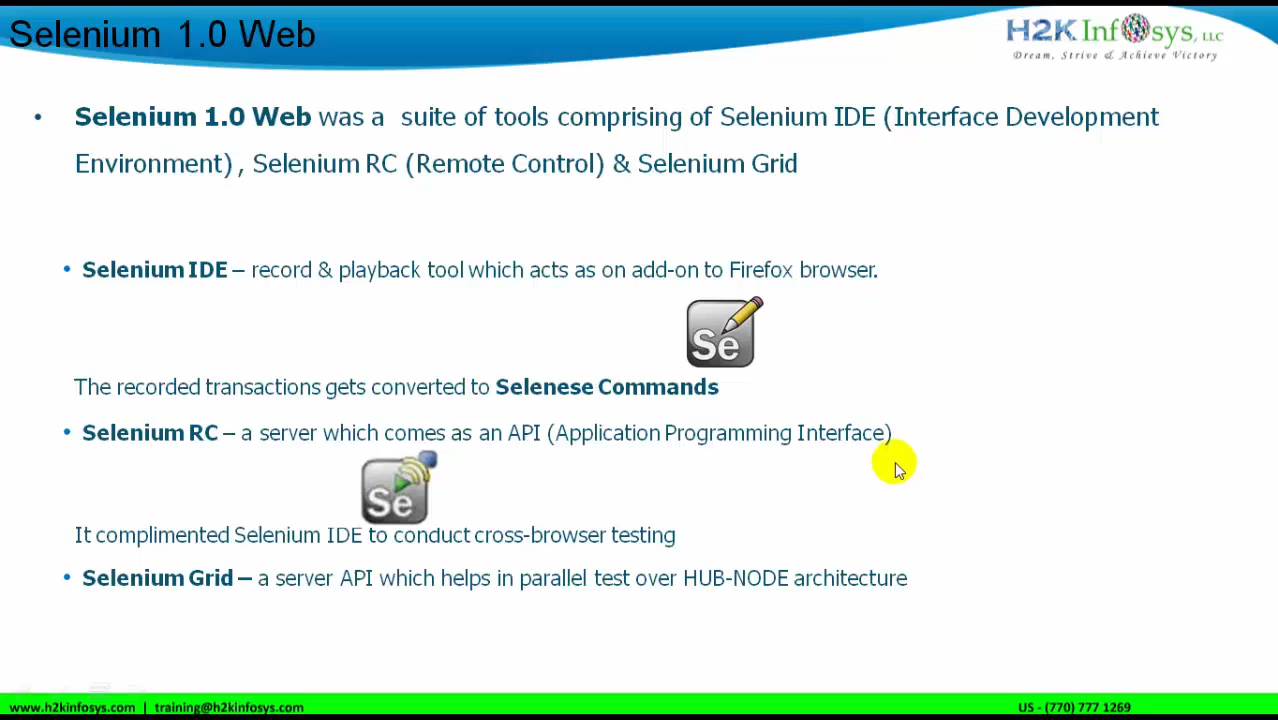 Selenium 1.0 Web
H2K Infosys, LLC
Dream, Strive & Achieve Victory
• Selenium 1.0 Web was a suite of tools comprising of Selenium IDE (Interface Development
Environment) , Selenium RC (Remote Control) & Selenium Grid
• Selenium IDE – record & playback tool which acts as on add-on to Firefox browser.
Se
The recorded transactions gets converted to Selenese Commands
• Selenium RC – a server which comes as an API (Application Programming Interface)
Se
It complimented Selenium IDE to conduct cross-browser testing
• Selenium Grid – a server API which helps in parallel test over HUB-NODE architecture
www.h2kinfosys.com | training@h2kinfosys.com US - (770) 777 1269